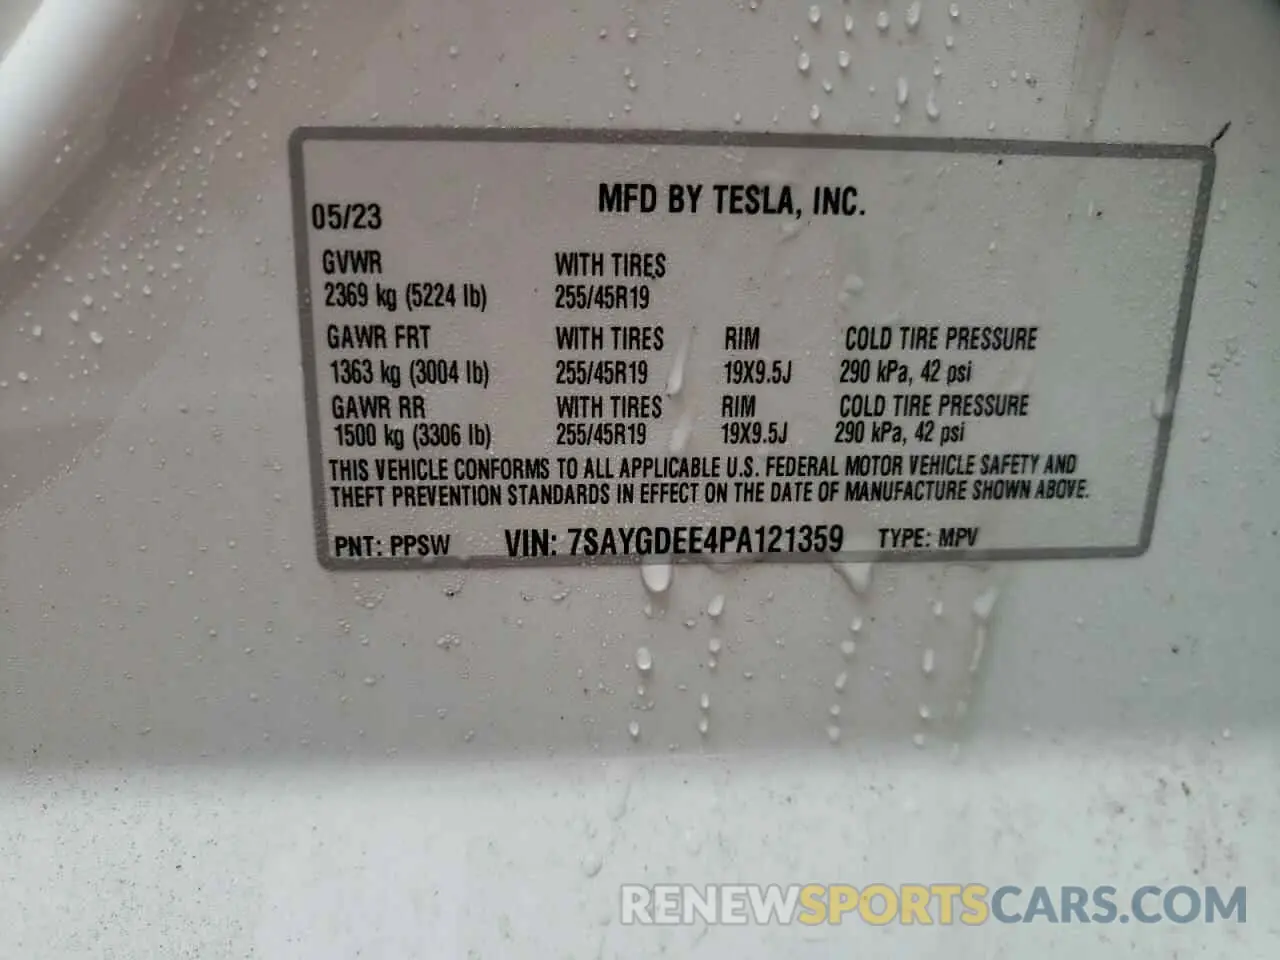 MFD BY TESLA, INC.
05/23
GVWR WITH TIRES
2369 kg (5224 lb) 255/45R19
GAWR FRT WITH TIRES RIM COLD TIRE PRESSURE
1363 kg (3004 lb) 255/45R19 19X9.5J 290 kPa, 42 psi
GAWR RR WITH TIRES RIM COLD TIRE PRESSURE
1500 kg (3306 lb) 255/45R19 19X9.5J 290 kPa, 42 psi
THIS VEHICLE CONFORMS TO ALL APPLICABLE U.S. FEDERAL MOTOR VEHICLE SAFETY AND
THEFT PREVENTION STANDARDS IN EFFECT ON THE DATE OF MANUFACTURE SHOWN ABOVE.
PNT: PPSW VIN: 7SAYGDEE4PA121359 TYPE: MPV
RENEWSPORTSCARS.COM